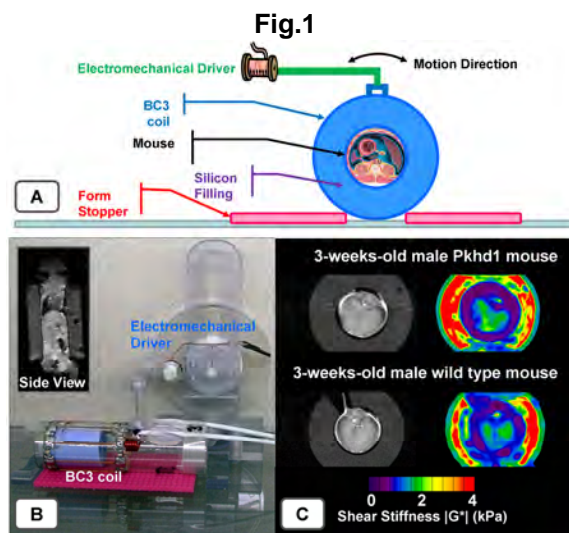 Fig.1
Electromechanical Driver
Motion Direction
BC3
coil
Mouse
Silicon
Filling
Form
Stopper
A
Side View
Electromechanical
Driver
BC3 coil
B
3-weeks-old male Pkhd1 mouse
3-weeks-old male wild type mouse
0 2 4
Shear Stiffness |G*| (kPa)
C